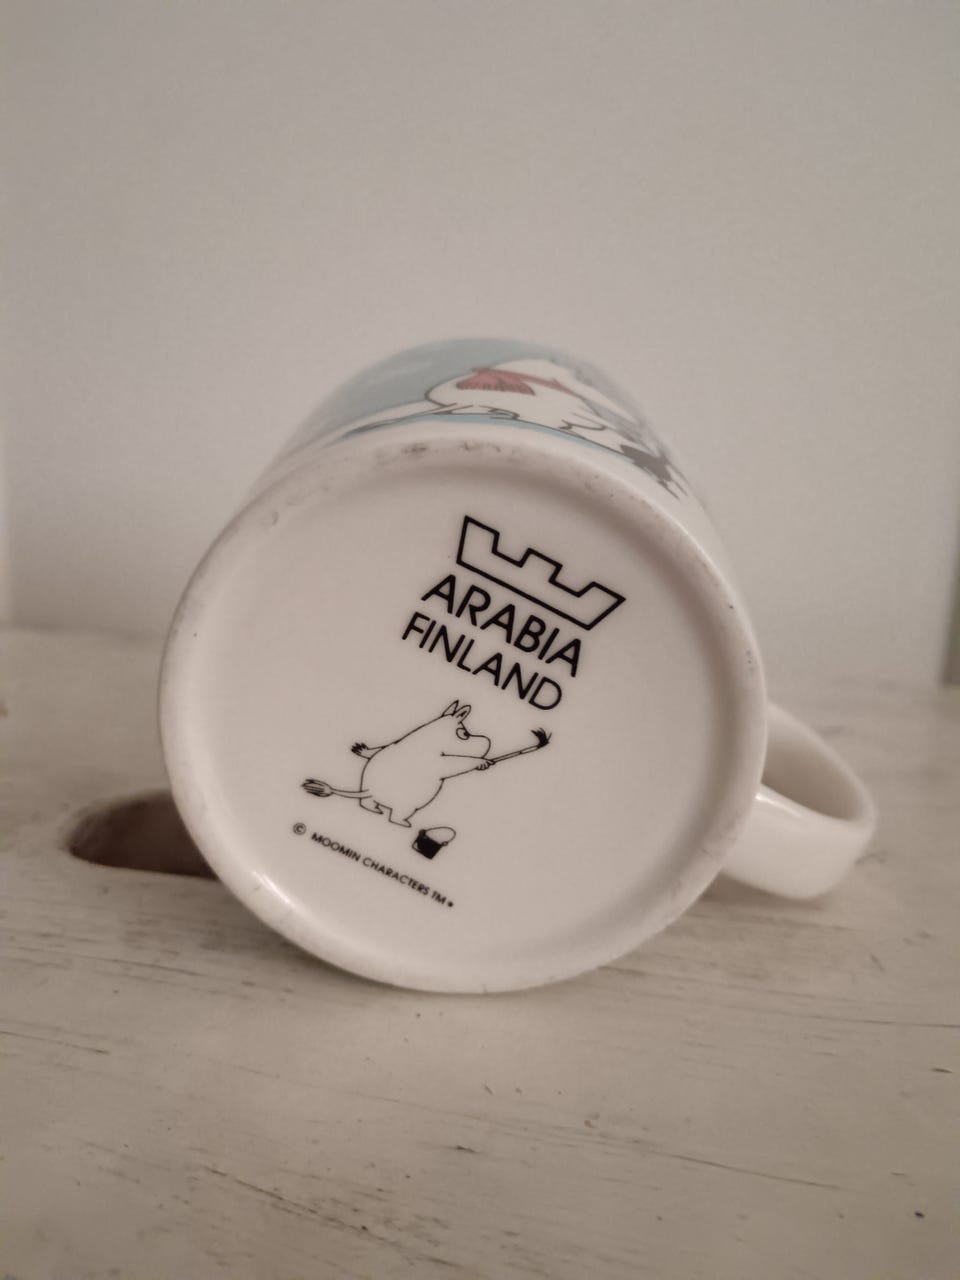 ARABIA
FINLAND
© MOOMIN CHARACTERS TM •